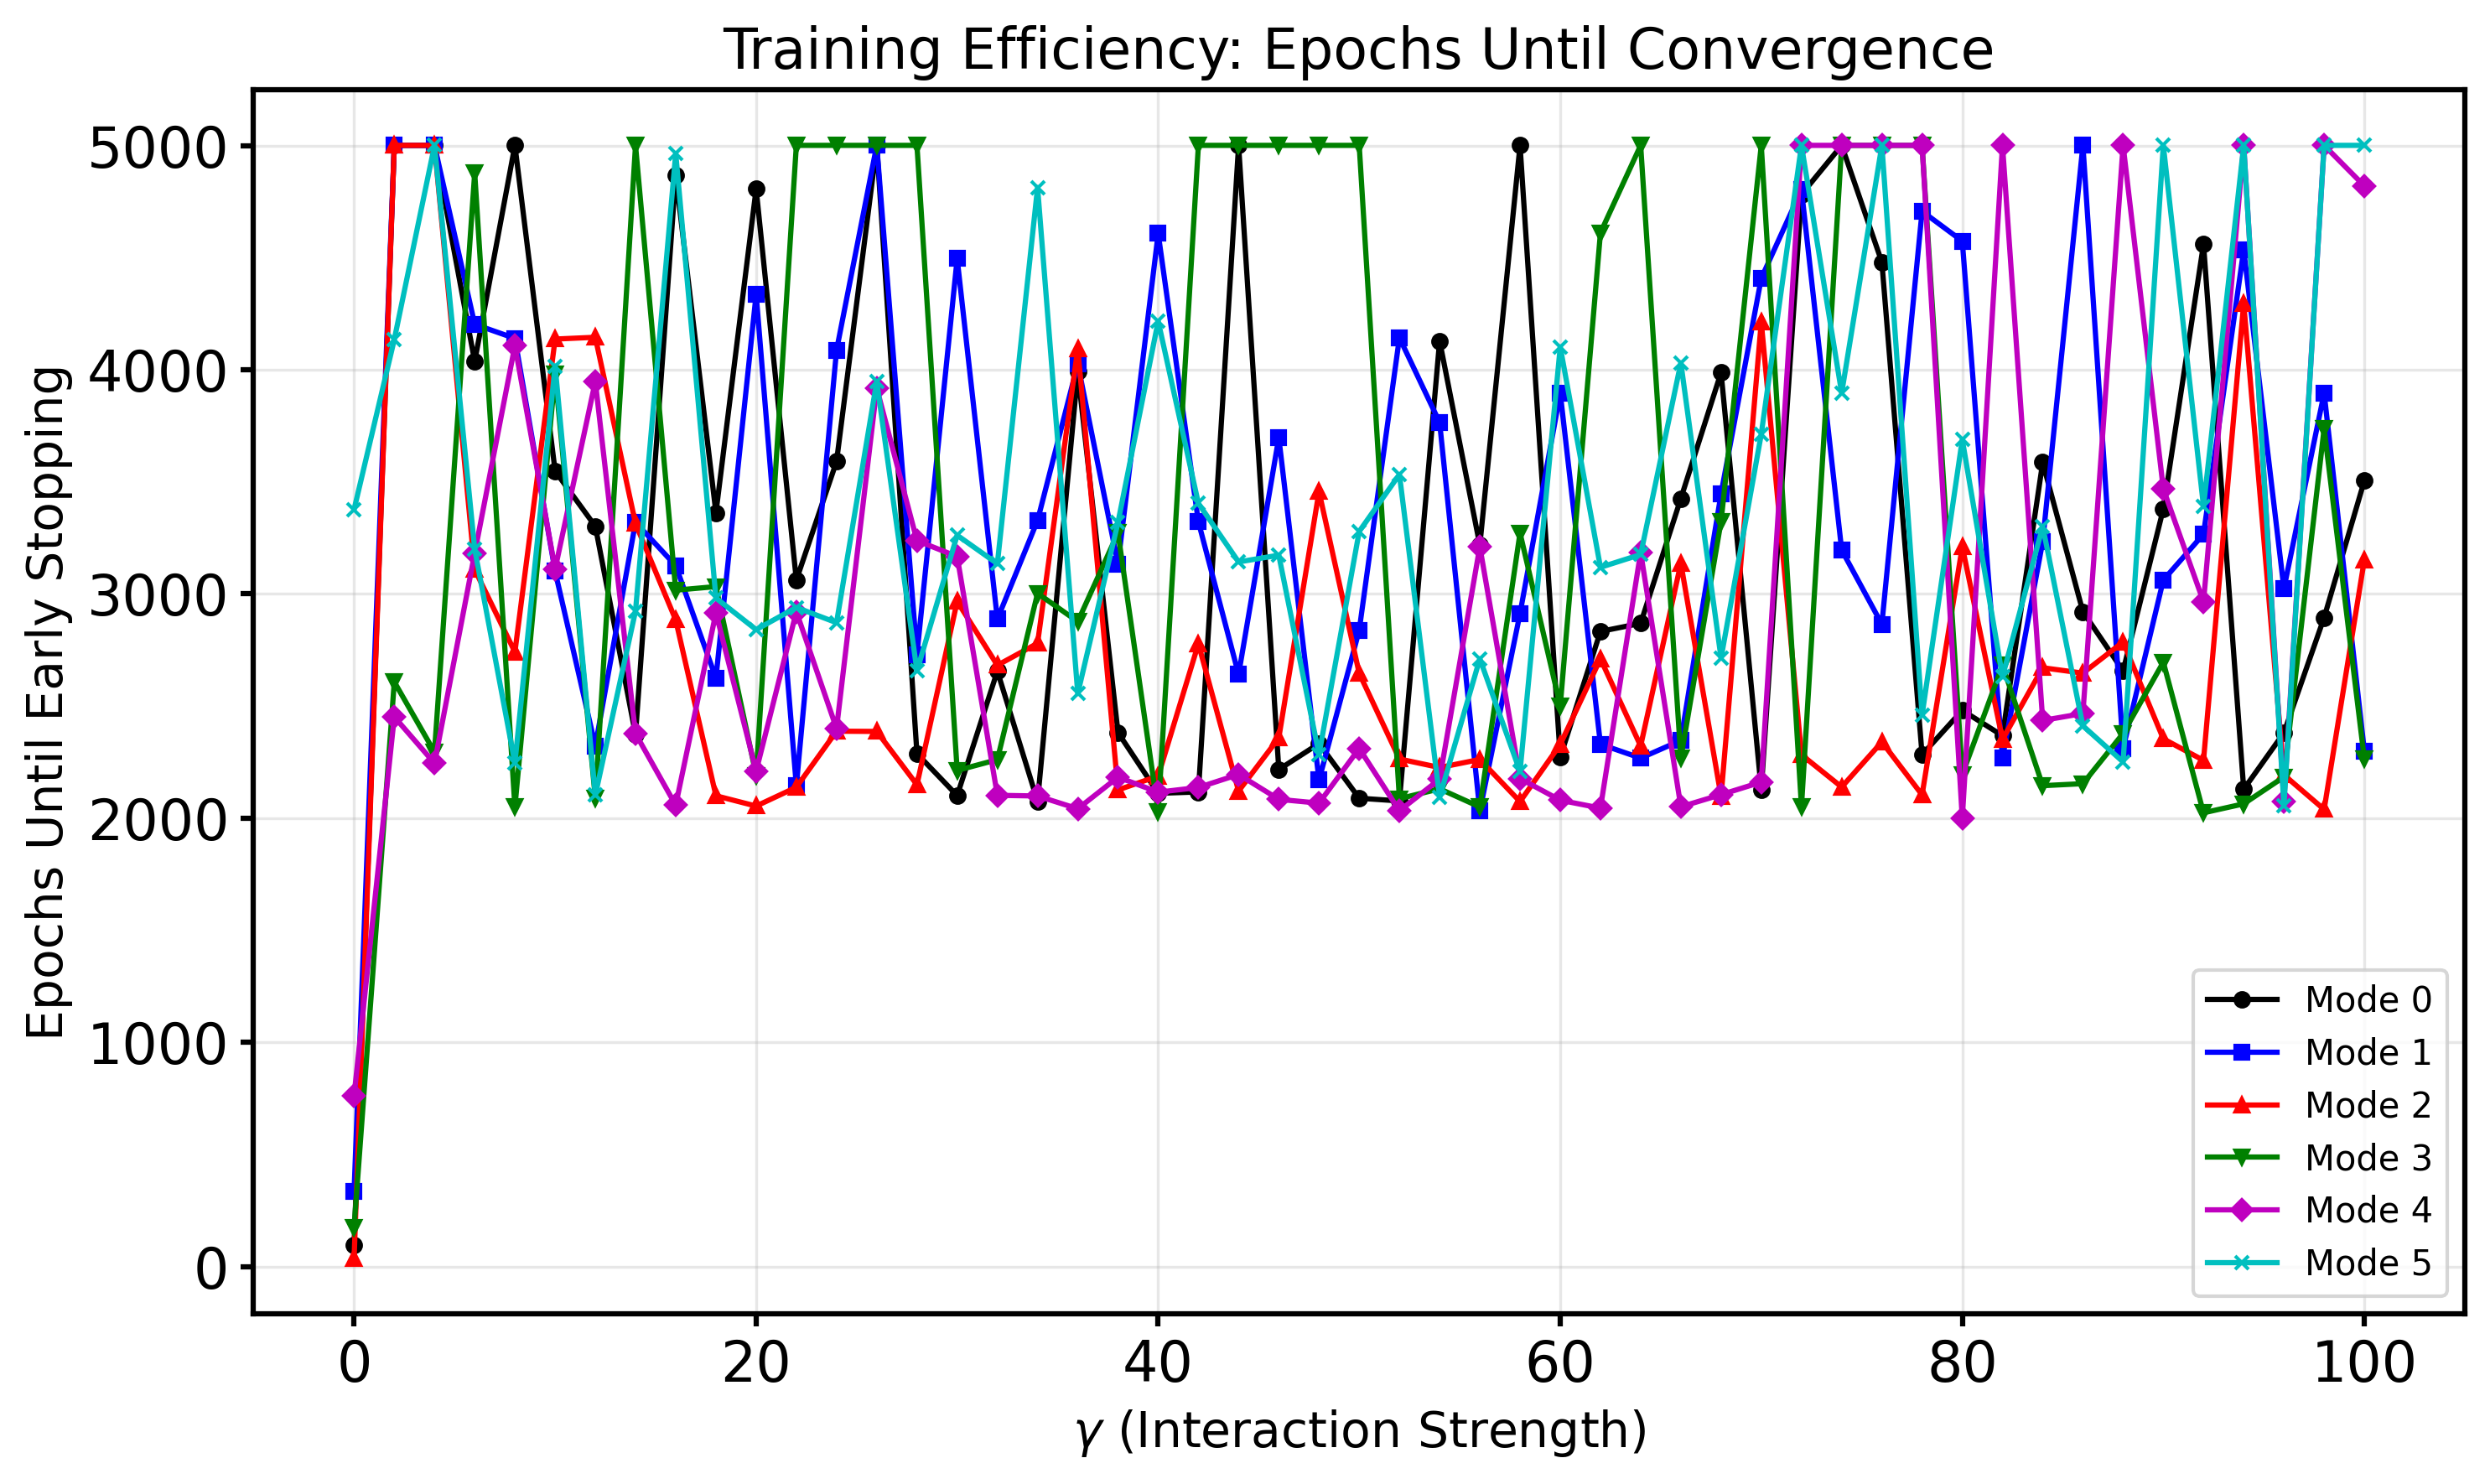 Training Efficiency: Epochs Until Convergence
Epochs Until Early Stopping
5000
4000
3000
2000
1000
0
0 20 40 60 80 100
γ (Interaction Strength)
Mode 0
Mode 1
Mode 2
Mode 3
Mode 4
Mode 5